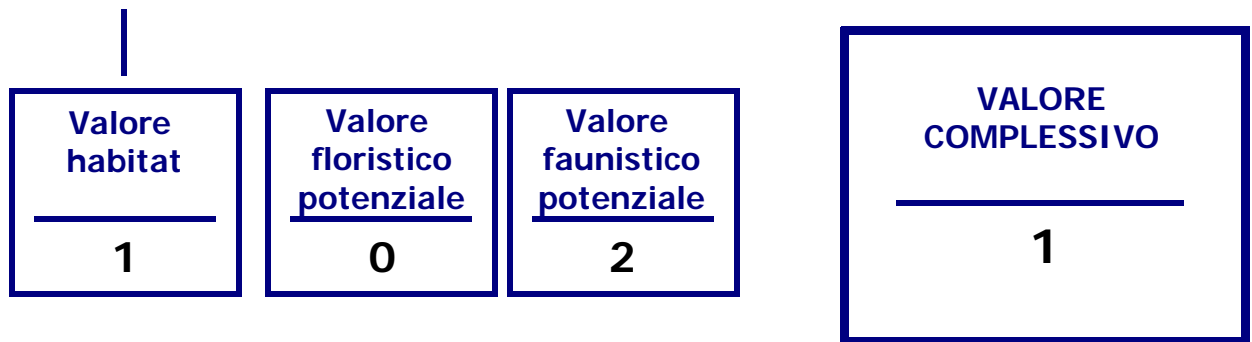 Valore
habitat
1
Valore
floristico
potenziale
0
Valore
faunistico
potenziale
2
VALORE
COMPLESSIVO
1